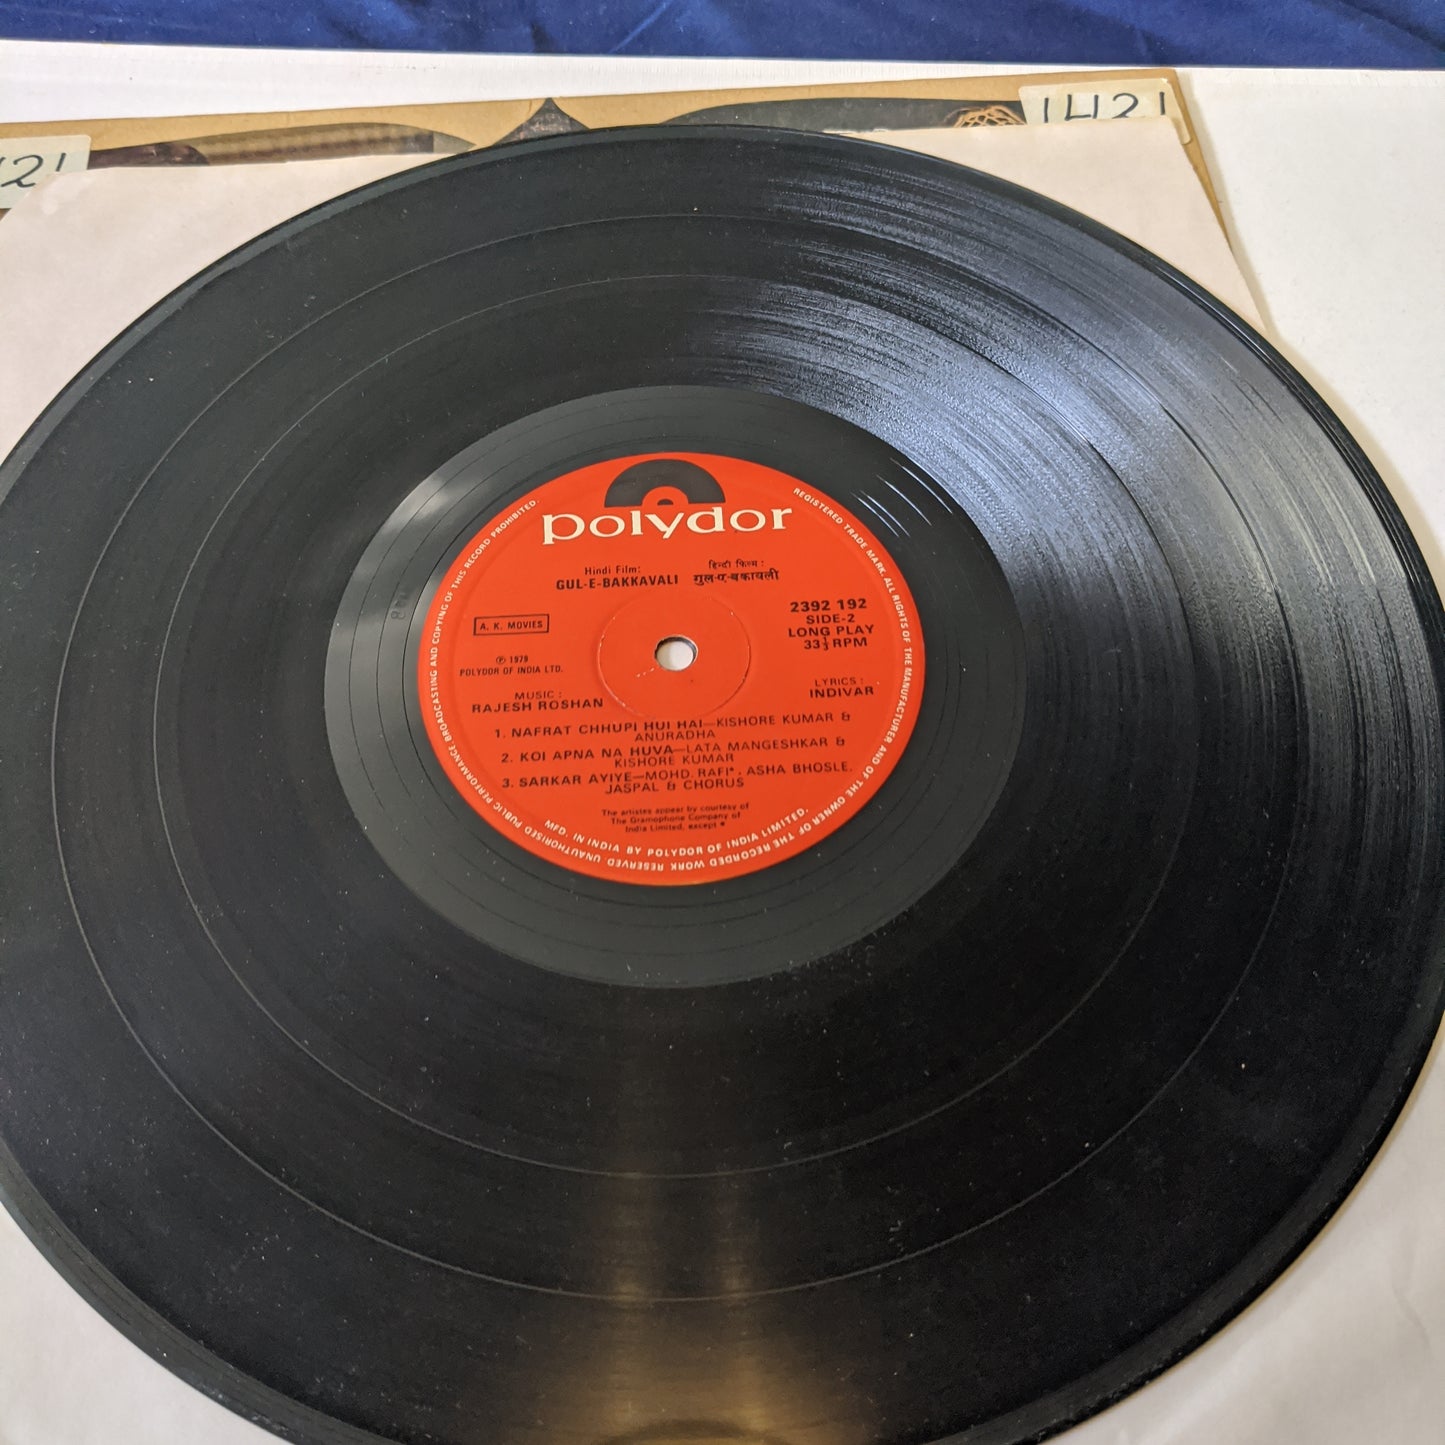 1421
21
polydor
Hindi Film:
GUL-E-BAKKAVALI
हिन्दी फिल्म :
गुल-ए-बकावली
A. K. MOVIES
2392 192
SIDE-2
LONG PLAY
33⅓ RPM
Ⓟ 1979
POLYDOR OF INDIA LTD.
MUSIC :
RAJESH ROSHAN
LYRICS :
INDIVAR
1. NAFRAT CHHUPI HUI HAI—KISHORE KUMAR &
ANURADHA
2. KOI APNA NA HUVA—LATA MANGESHKAR &
KISHORE KUMAR
3. SARKAR AYIYE—MOHD. RAFI*, ASHA BHOSLE,
JASPAL & CHORUS
The artistes appear by courtesy of
The Gramophone Company of
India Limited, except *
MFD. IN INDIA BY POLYDOR OF INDIA LIMITED.
REGISTERED TRADE MARK. ALL RIGHTS OF THE MANUFACTURER AND OF THE OWNER OF THE RECORDED WORK RESERVED. UNAUTHORISED PUBLIC PERFORMANCE BROADCASTING AND COPYING OF THIS RECORD PROHIBITED.